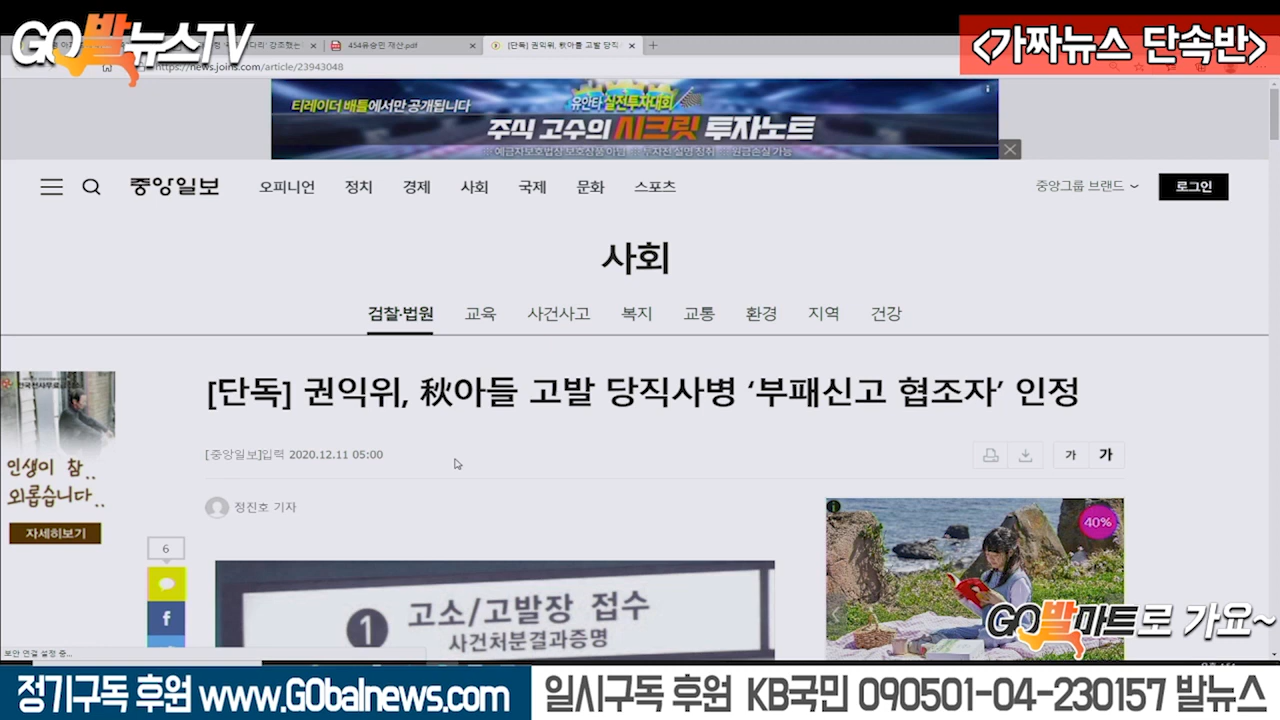 GO발뉴스TV
<가짜뉴스 단속반>
454유승민 재산.pdf
[단독] 권익위, 秋아들 고발 당직
https://news.joins.com/article/23943048
티레이더 배틀에서만 공개됩니다
유안타 실전투자대회
주식 고수의 시크릿 투자노트
중앙일보 오피니언 정치 경제 사회 국제 문화 스포츠 중앙그룹 브랜드 로그인
사회
검찰·법원 교육 사건사고 복지 교통 환경 지역 건강
[단독] 권익위, 秋아들 고발 당직사병 ‘부패신고 협조자’ 인정
[중앙일보]입력 2020.12.11 05:00
가 가
정진호 기자
인생이 참..
외롭습니다..
자세히보기
6
40%
1 고소/고발장 접수
사건처분결과증명
GO발마트로 가요~
보안 연결 설정 중...
정기구독 후원 www.GObalnews.com 일시구독 후원 KB국민 090501-04-230157 발뉴스